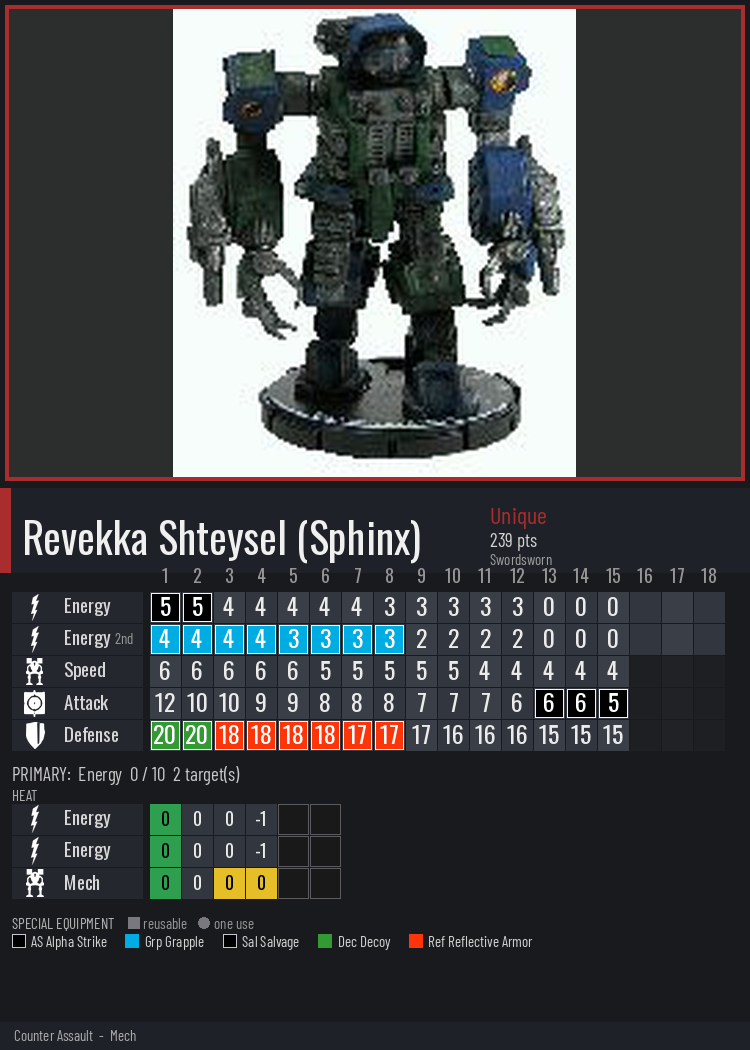 Revekka Shteysel (Sphinx)
Unique
239 pts
Swordsworn
1 2 3 4 5 6 7 8 9 10 11 12 13 14 15 16 17 18
Energy 5 5 4 4 4 4 4 3 3 3 3 3 0 0 0
Energy 2nd 4 4 4 4 3 3 3 3 2 2 2 2 0 0 0
Speed 6 6 6 6 6 5 5 5 5 5 4 4 4 4 4
Attack 12 10 10 9 9 8 8 8 7 7 7 6 6 6 5
Defense 20 20 18 18 18 18 17 17 17 16 16 16 15 15 15
PRIMARY: Energy 0 / 10 2 target(s)
HEAT
Energy 0 0 0 -1
Energy 0 0 0 -1
Mech 0 0 0 0
SPECIAL EQUIPMENT reusable one use
AS Alpha Strike Grp Grapple Sal Salvage Dec Decoy Ref Reflective Armor
Counter Assault - Mech